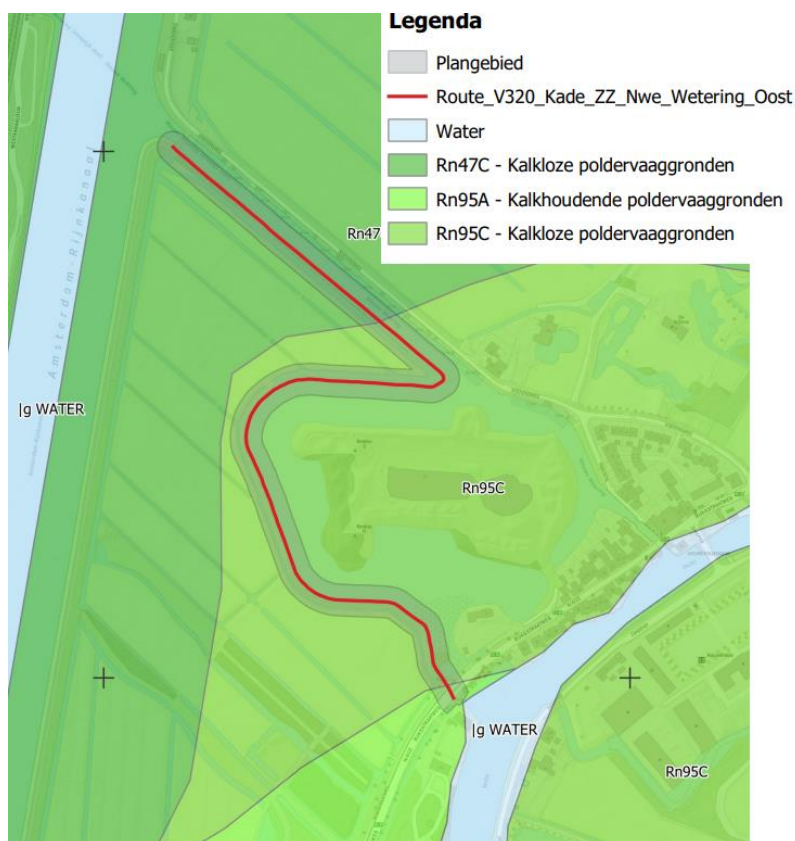 Legenda
Plangebied
Route_V320_Kade_ZZ_Nwe_Wetering_Oost
Water
Rn47C - Kalkloze poldervaaggronden
Rn95A - Kalkhoudende poldervaaggronden
Rn95C - Kalkloze poldervaaggronden
Amsterdam-Rijnkanaal
Rn47
|g WATER
Rn95C
|g WATER
Rn95C